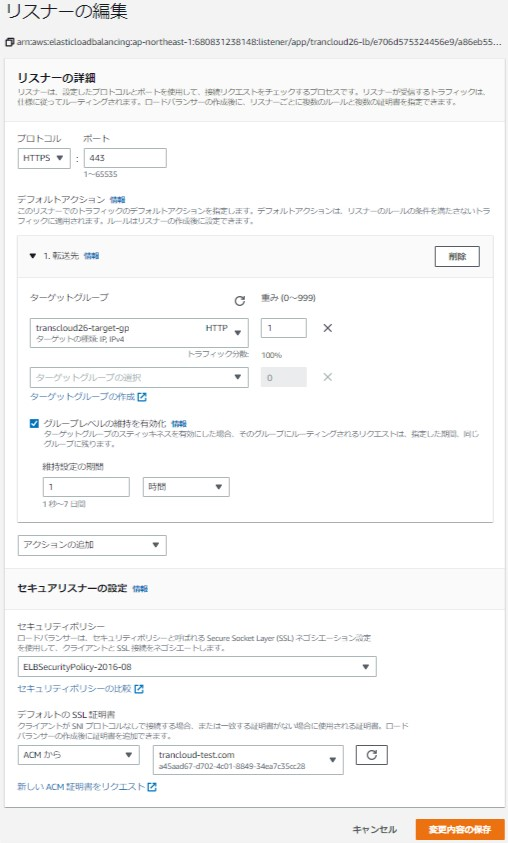 リスナーの編集
arn:aws:elasticloadbalancing:ap-northeast-1:680831238148:listener/app/trancloud26-lb/e706d575324456e9/a86eb55...
リスナーの詳細
リスナーは、設定したプロトコルとポートを使用して、接続リクエストをチェックするプロセスです。リスナーが受信するトラフィックは、
仕様に従ってルーティングされます。ロードバランサーの作成後に、リスナーごとに複数のルールと複数の証明書を指定できます。
プロトコル ポート
HTTPS : 443
1〜65535
デフォルトアクション 情報
このリスナーでのトラフィックのデフォルトアクションを指定します。デフォルトアクションは、リスナーのルールの条件を満たさないトラ
フィックに適用されます。ルールはリスナーの作成後に設定できます。
1. 転送先 情報 削除
ターゲットグループ 重み (0〜999)
transcloud26-target-gp HTTP 1
ターゲットの種類: IP, IPv4
トラフィック分散: 100%
ターゲットグループの選択 0
ターゲットグループの作成
グループレベルの維持を有効化 情報
ターゲットグループのスティッキネスを有効にした場合、そのグループにルーティングされるリクエストは、指定した期間、同じ
グループに残ります。
維持設定の期間
1 時間
1 秒〜7 日間
アクションの追加
セキュアリスナーの設定 情報
セキュリティポリシー
ロードバランサーは、セキュリティポリシーと呼ばれる Secure Socket Layer (SSL) ネゴシエーション設定
を使用して、クライアントと SSL 接続をネゴシエートします。
ELBSecurityPolicy-2016-08
セキュリティポリシーの比較
デフォルトの SSL 証明書
クライアントが SNI プロトコルなしで接続する場合、または一致する証明書がない場合に使用される証明書。ロード
バランサーの作成後に証明書を追加できます。
ACM から trancloud-test.com
a45aad67-d702-4c01-8849-34ea7c35cc28
新しい ACM 証明書をリクエスト
キャンセル 変更内容の保存